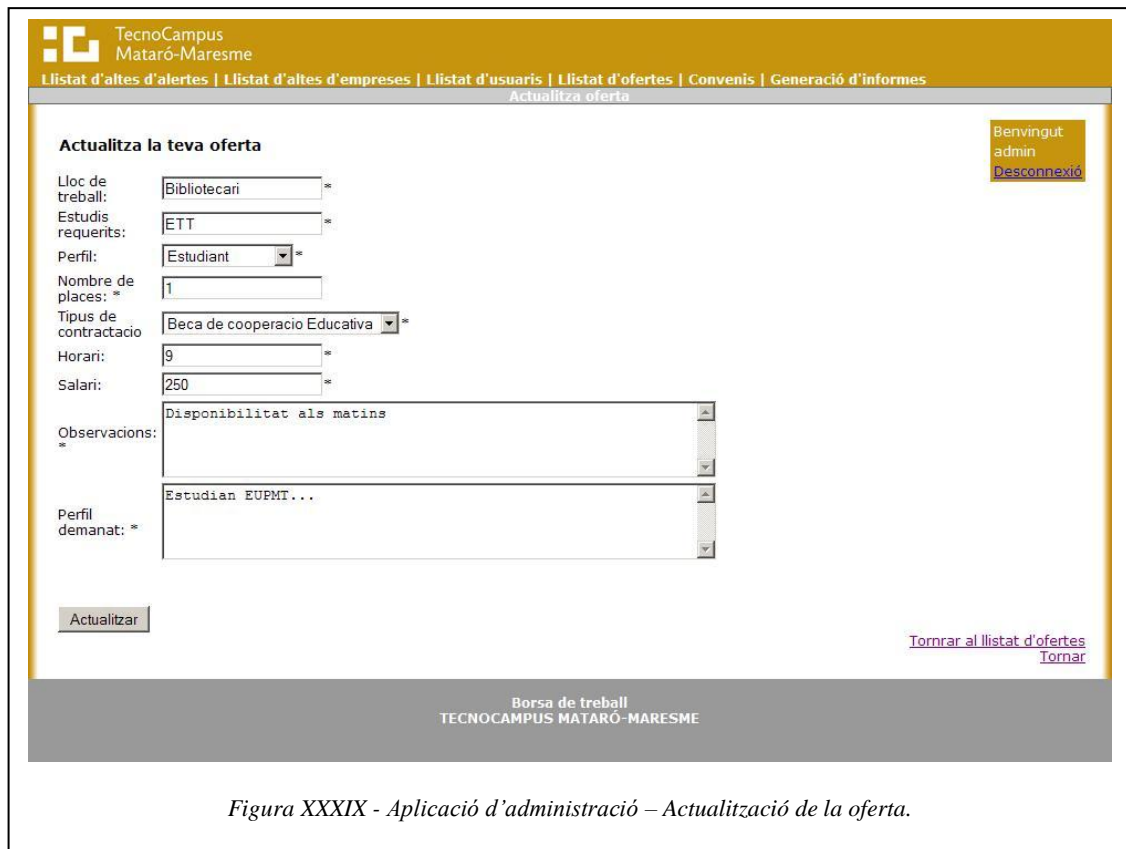 TecnoCampus
Mataró-Maresme
Llistat d'altes d'alertes | Llistat d'altes d'empreses | Llistat d'usuaris | Llistat d'ofertes | Convenis | Generació d'informes
Actualitza oferta
Benvingut
admin
Desconnexió
Actualitza la teva oferta
Lloc de
treball:
Bibliotecari *
Estudis
requerits:
ETT *
Perfil: Estudiant *
Nombre de
places: *
1
Tipus de
contractacio
Beca de cooperacio Educativa *
Horari: 9 *
Salari: 250 *
Observacions:
*
Disponibilitat als matins
Perfil
demanat: *
Estudian EUPMT...
Actualitzar
Tornrar al llistat d'ofertes
Tornar
Borsa de treball
TECNOCAMPUS MATARÓ-MARESME
Figura XXXIX - Aplicació d’administració – Actualització de la oferta.